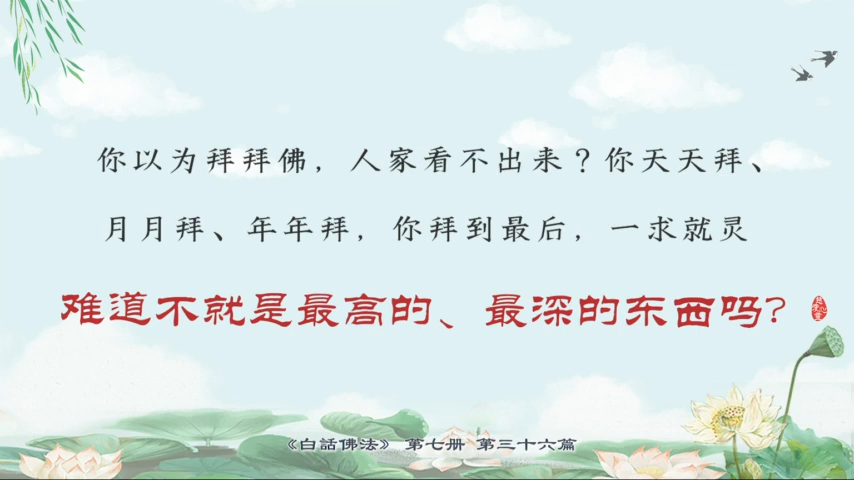 你以为拜拜佛，人家看不出来？你天天拜、
月月拜、年年拜，你拜到最后，一求就灵
难道不就是最高的、最深的东西吗？
《白話佛法》 第七册 第三十六篇